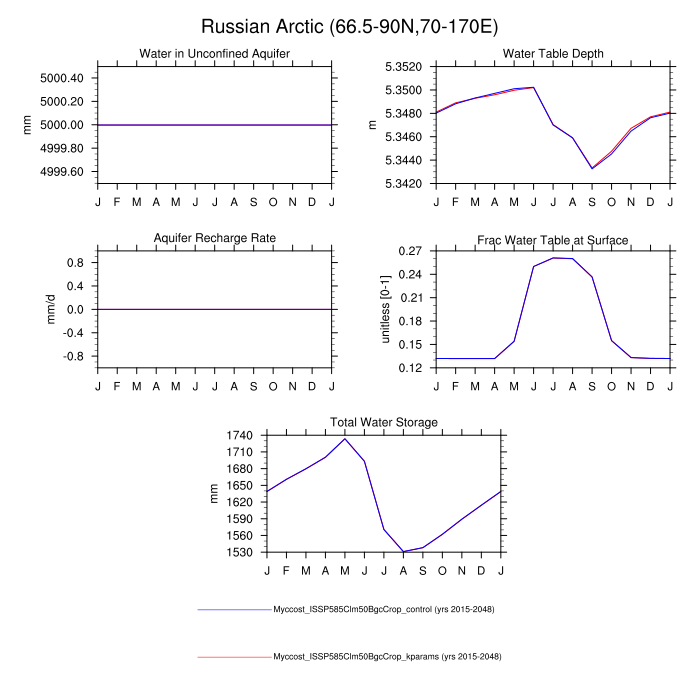 Russian Arctic (66.5-90N,70-170E)
Water in Unconfined Aquifer
mm
5000.40
5000.20
5000.00
4999.80
4999.60
J F M A M J J A S O N D J
Water Table Depth
m
5.3520
5.3500
5.3480
5.3460
5.3440
5.3420
J F M A M J J A S O N D J
Aquifer Recharge Rate
mm/d
0.8
0.4
0.0
-0.4
-0.8
J F M A M J J A S O N D J
Frac Water Table at Surface
unitless [0-1]
0.27
0.24
0.21
0.18
0.15
0.12
J F M A M J J A S O N D J
Total Water Storage
mm
1740
1710
1680
1650
1620
1590
1560
1530
J F M A M J J A S O N D J
Myccost_ISSP585Clm50BgcCrop_control (yrs 2015-2048)
Myccost_ISSP585Clm50BgcCrop_kparams (yrs 2015-2048)